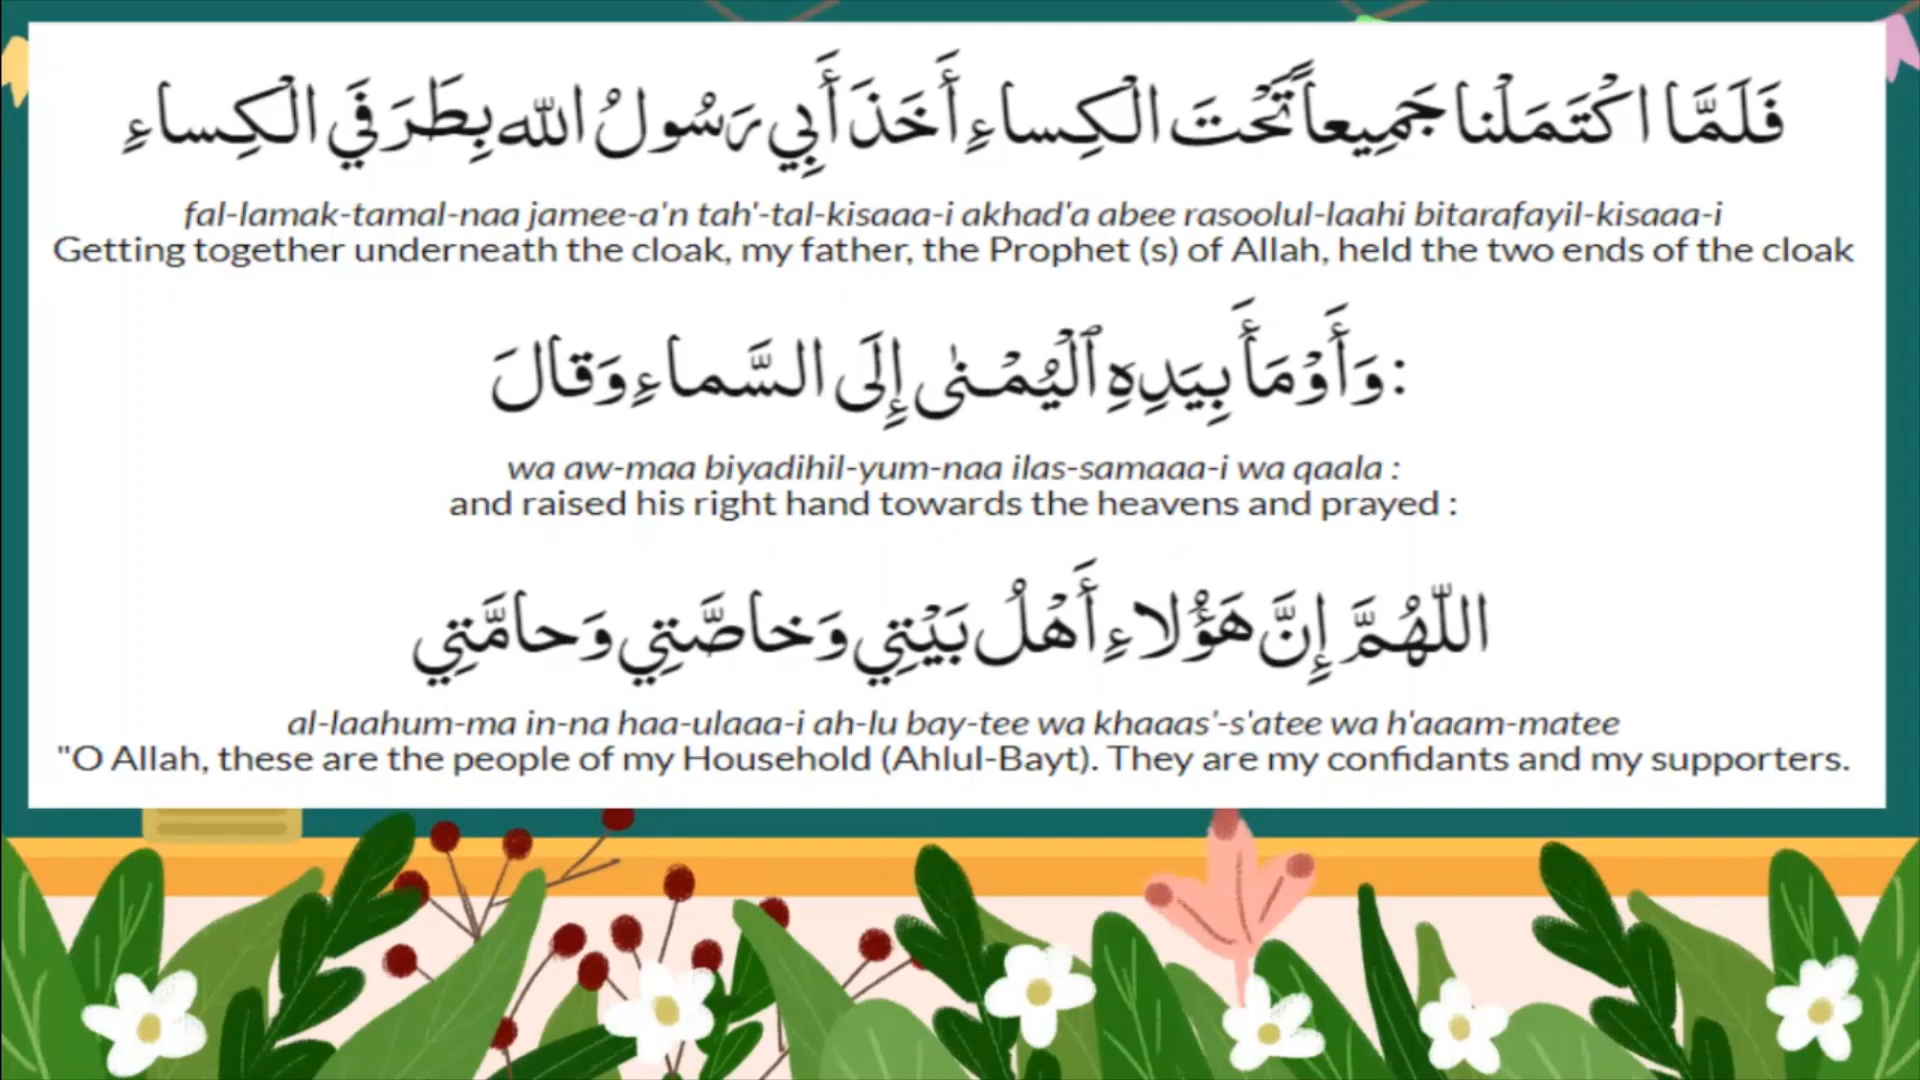 فَلَمَّا اكْتَمَلْنا جَمِيعاً تَحْتَ الْكِساءِ أَخَذَ أَبِي رَسُولُ اللّٰه بِطَرَفَيِ الْكِساءِ
fal-lamak-tamal-naa jamee-a'n tah'-tal-kisaaa-i akhad'a abee rasoolul-laahi bitarafayil-kisaaa-i
Getting together underneath the cloak, my father, the Prophet (s) of Allah, held the two ends of the cloak
:وَأَوْمَأَ بِيَدِهِ ٱلْيُمْنىٰ إِلَى السَّماءِ وَقالَ
wa aw-maa biyadihil-yum-naa ilas-samaaa-i wa qaala :
and raised his right hand towards the heavens and prayed :
اللّٰهُمَّ إِنَّ هَؤُلاءِ أَهْلُ بَيْتِي وَخاصَّتِي وَحامَّتِي
al-laahum-ma in-na haa-ulaaa-i ah-lu bay-tee wa khaaas'-s'atee wa h'aaam-matee
"O Allah, these are the people of my Household (Ahlul-Bayt). They are my confidants and my supporters.